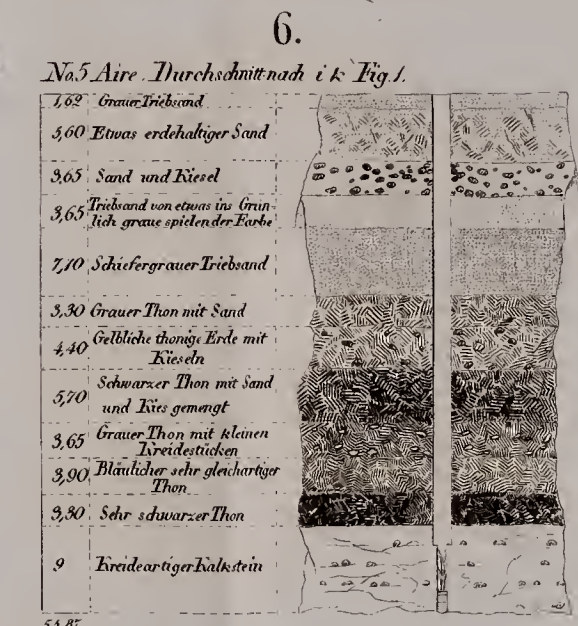 6.
No. 5 Aire. Durchschnitt nach i k Fig. 1.
1,62 Grauer Triebsand
5,60 Etwas erdehaltiger Sand
3,65 Sand und Kiesel
3,65 Triebsand von etwas ins Grün-
lich graue spielender Farbe
7,10 Schiefergrauer Triebsand
3,30 Grauer Thon mit Sand
4,40 Gelbliche thonige Erde mit
Kieseln
5,70 Schwarzer Thon mit Sand
und Kies gemengt
3,65 Grauer Thon mit kleinen
Kreidestücken
3,90 Bläulicher sehr gleichartiger
Thon
3,30 Sehr schwarzer Thon
9 Kreideartiger Kalkstein
54,87